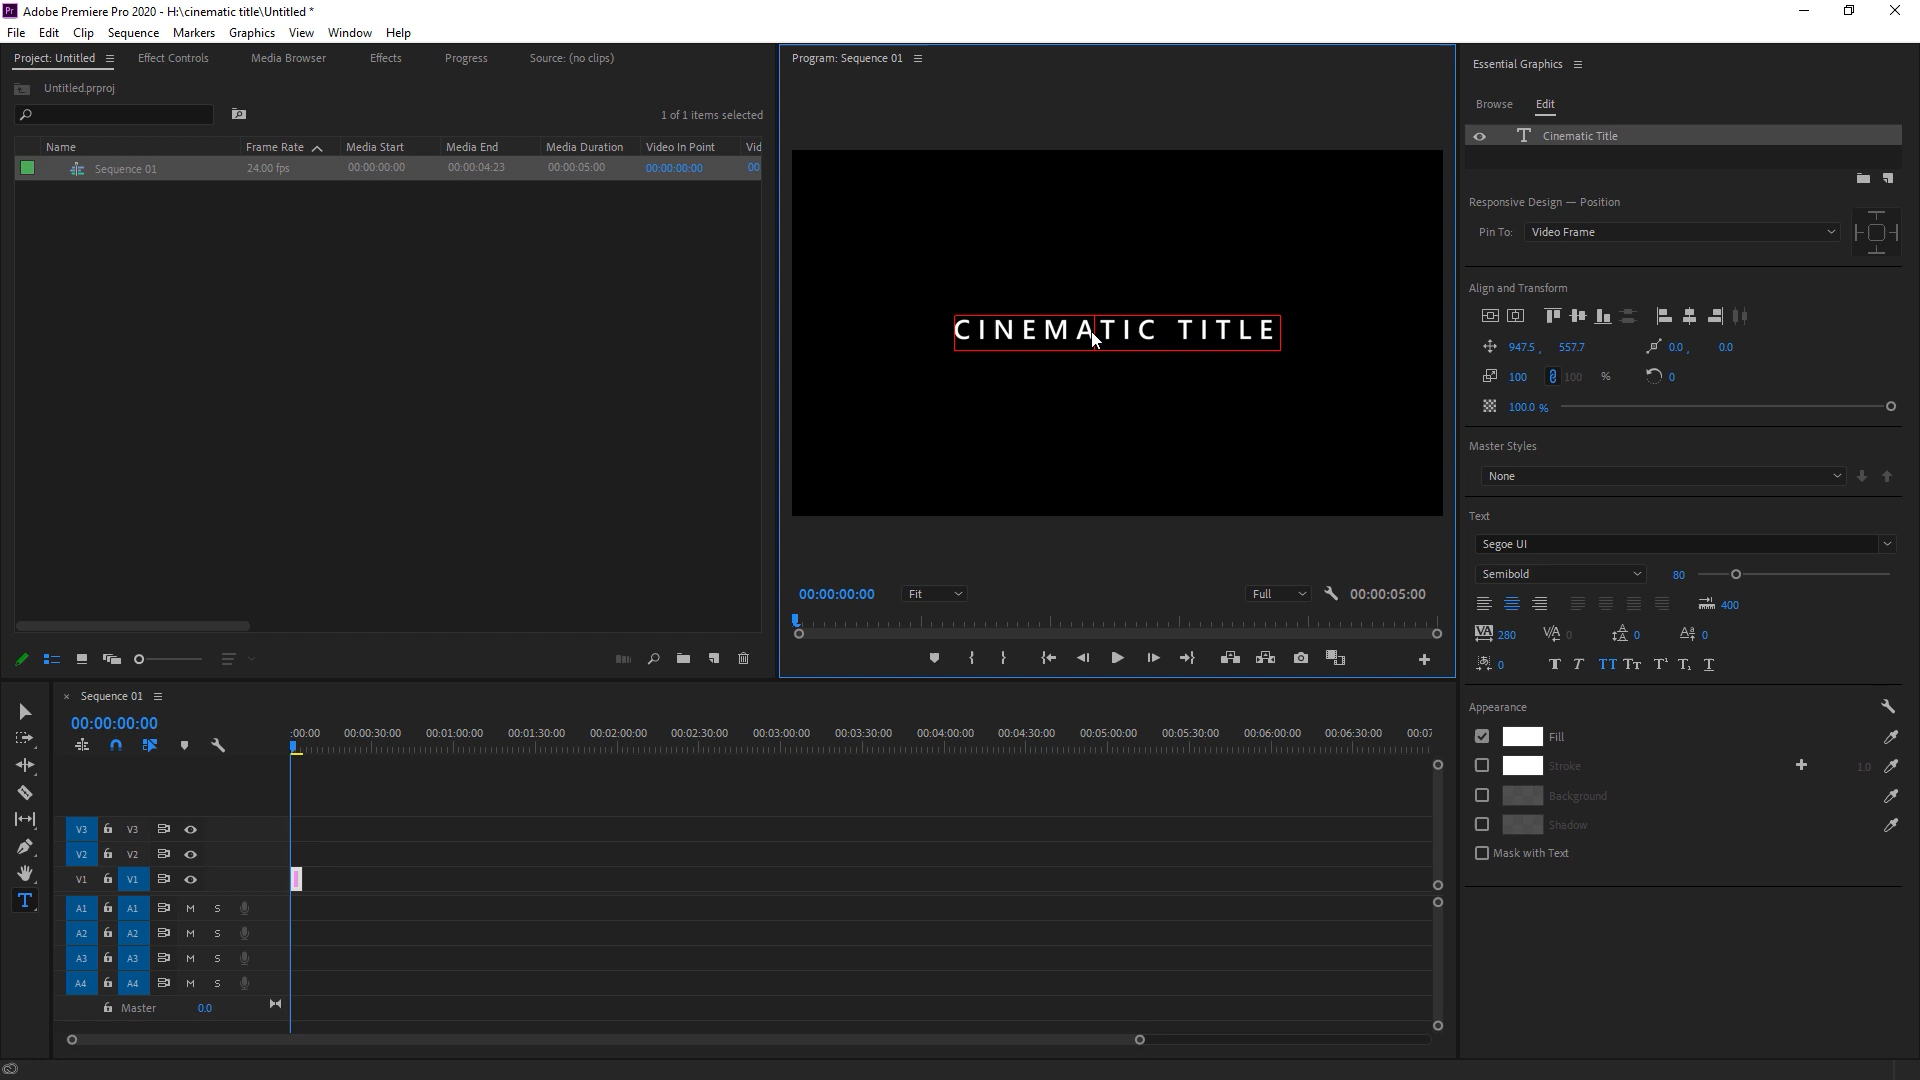 Pr Adobe Premiere Pro 2020 - H:\cinematic title\Untitled *
File Edit Clip Sequence Markers Graphics View Window Help
Project: Untitled Effect Controls Media Browser Effects Progress Source: (no clips)
Untitled.prproj
1 of 1 items selected
Name Frame Rate Media Start Media End Media Duration Video In Point Vid
Sequence 01 24.00 fps 00:00:00:00 00:00:04:23 00:00:05:00 00:00:00:00 00
Program: Sequence 01
CINEMATIC TITLE
00:00:00:00 Fit Full 00:00:05:00
Essential Graphics
Browse Edit
T Cinematic Title
Responsive Design — Position
Pin To: Video Frame
Align and Transform
947.5 , 557.7 0.0 , 0.0
100 100 % 0
100.0 %
Master Styles
None
Text
Segoe UI
Semibold 80
400
280 0 0 0
0 T T TT Tт T¹ T₁ T
Appearance
Fill
Stroke 1.0
Background
Shadow
Mask with Text
× Sequence 01
00:00:00:00
:00:00 00:00:30:00 00:01:00:00 00:01:30:00 00:02:00:00 00:02:30:00 00:03:00:00 00:03:30:00 00:04:00:00 00:04:30:00 00:05:00:00 00:05:30:00 00:06:00:00 00:06:30:00 00:07
V3 V3
V2 V2
V1 V1
A1 A1 M S
A2 A2 M S
A3 A3 M S
A4 A4 M S
Master 0.0
T